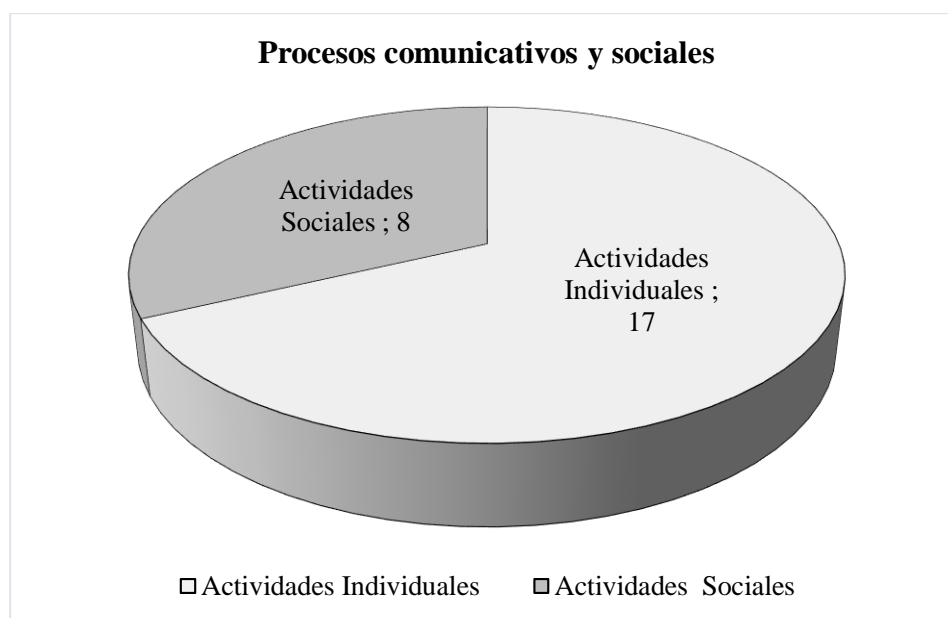 Procesos comunicativos y sociales
Actividades
Sociales ; 8
Actividades
Individuales ;
17
Actividades Individuales
Actividades  Sociales